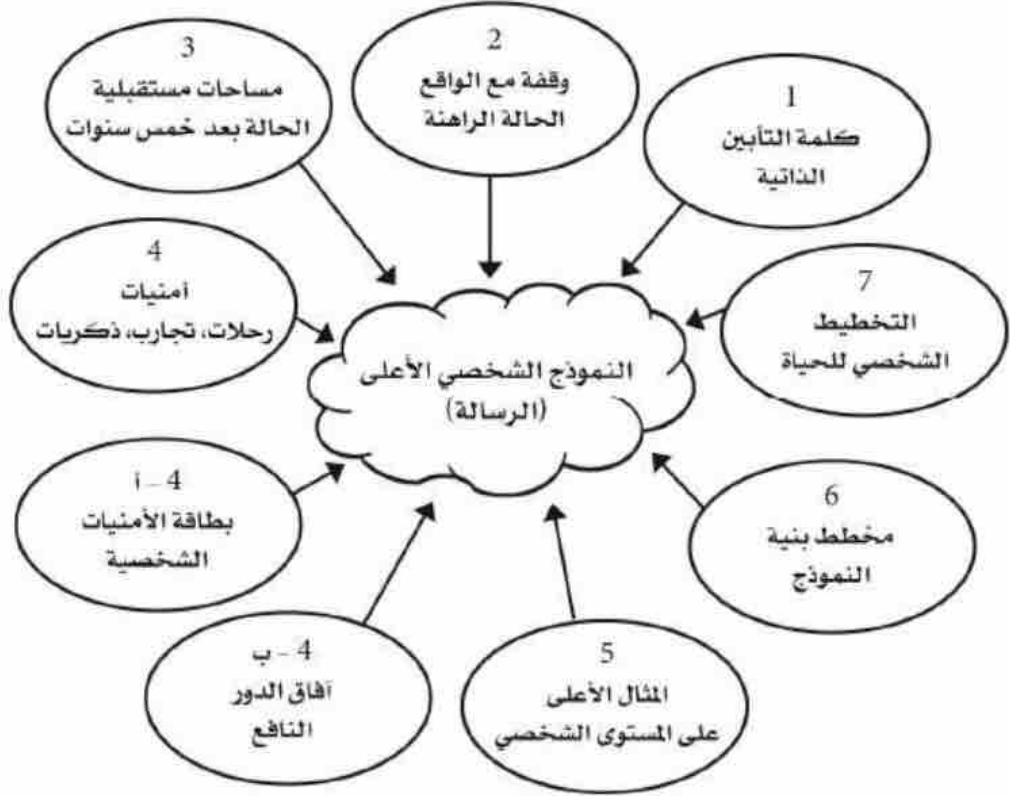 1
كلمة التأبين
الذاتية
2
وقفة مع الواقع
الحالة الراهنة
3
مساحات مستقبلية
الحالة بعد خمس سنوات
4
أمنيات
رحلات، تجارب، ذكريات
4 – أ
بطاقة الأمنيات
الشخصية
4 – ب
آفاق الدور
النافع
5
المثال الأعلى
على المستوى الشخصي
6
مخطط بنية
النموذج
7
التخطيط
الشخصي للحياة
النموذج الشخصي الأعلى
(الرسالة)